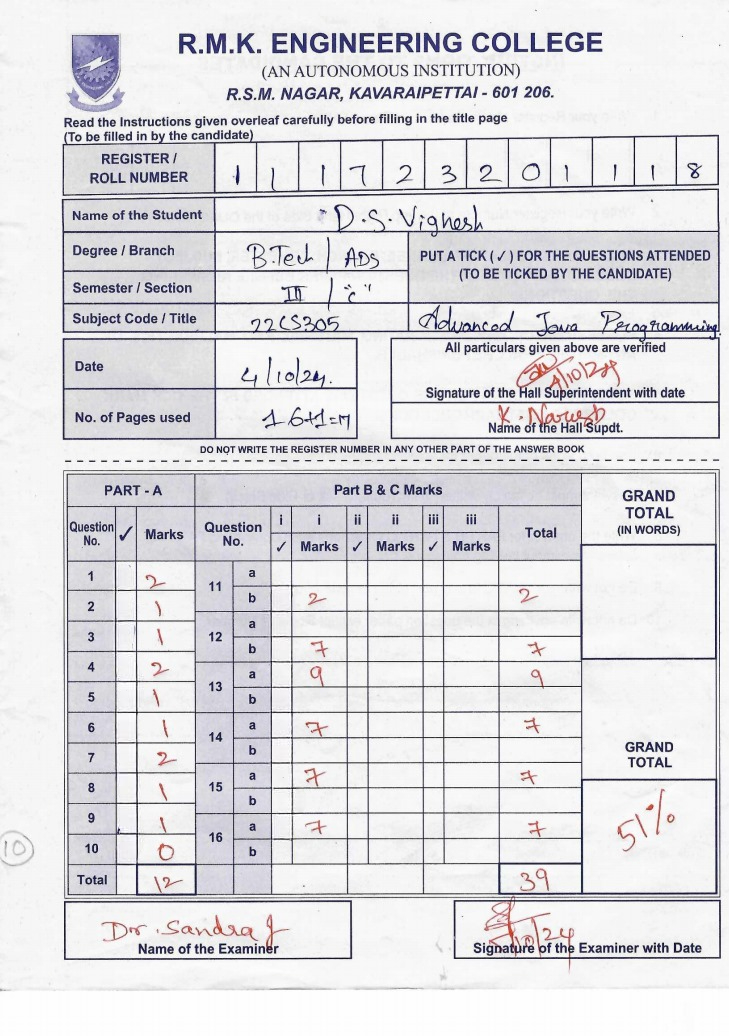 R.M.K. ENGINEERING COLLEGE
(AN AUTONOMOUS INSTITUTION)
R.S.M. NAGAR, KAVARAIPETTAI - 601 206.
Read the Instructions given overleaf carefully before filling in the title page
(To be filled in by the candidate)
REGISTER / ROLL NUMBER 1 1 1 7 2 3 2 0 1 1 1 8
Name of the Student D.S.Vighesh
Degree / Branch B.Tech / ADS
PUT A TICK (✓) FOR THE QUESTIONS ATTENDED
(TO BE TICKED BY THE CANDIDATE)
Semester / Section III / "C"
Subject Code / Title 22CS305 Advanced Java Programming
All particulars given above are verified
Date 4/10/24.
4/10/24
Signature of the Hall Superintendent with date
No. of Pages used 16+1=17
K. Naresh
Name of the Hall Supdt.
DO NOT WRITE THE REGISTER NUMBER IN ANY OTHER PART OF THE ANSWER BOOK
PART - A Part B & C Marks GRAND TOTAL (IN WORDS)
Question No. ✓ Marks Question No. i ✓ i Marks ii ✓ ii Marks iii ✓ iii Marks Total
1 2 11 a
2 1 b 2 2
3 1 12 a
b 7 7
4 2 13 a 9 9
5 1 b
6 1 14 a 7 7
7 2 b
GRAND TOTAL
8 1 15 a 7 7
b
9 1 16 a 7 7
51%
10 0 b
10
Total 12 39
Dr. Sandra J
Name of the Examiner
5/10/24
Signature of the Examiner with Date